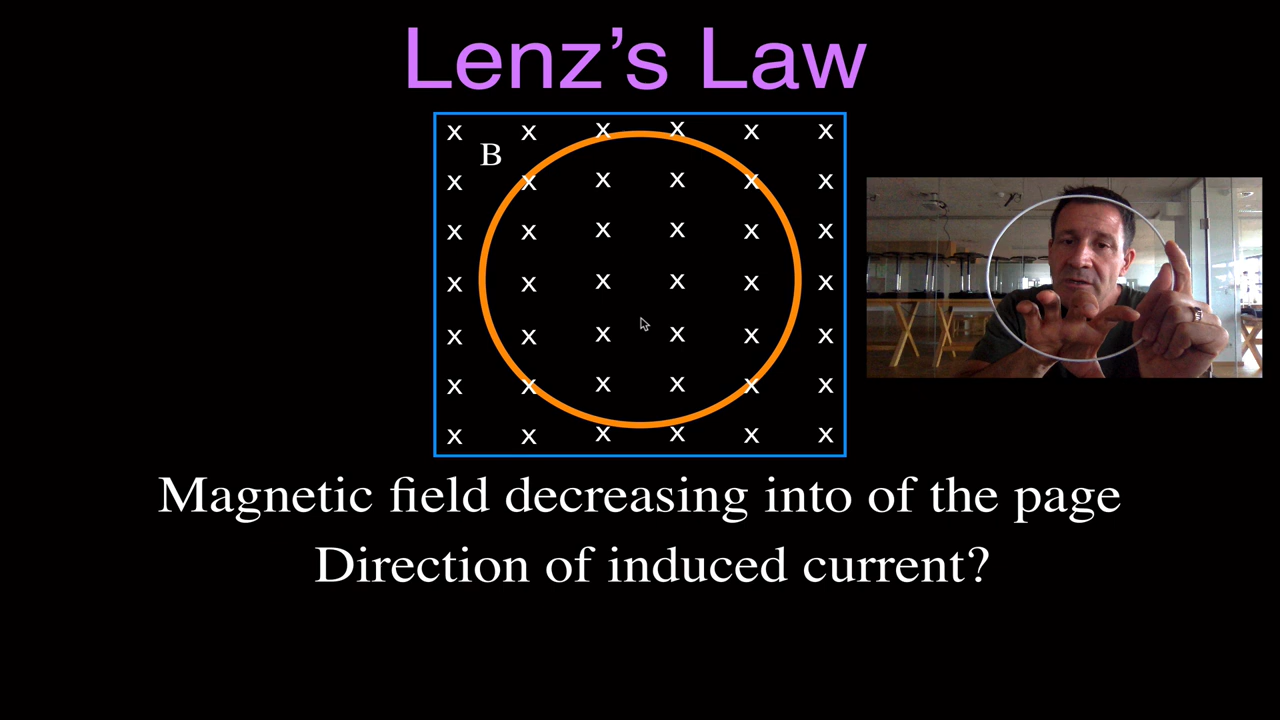 Lenz’s Law
x x x x x x
B
x x x x x x
x x x x x x
x x x x x x
x x x x x x
x x x x x x
x x x x x x
Magnetic field decreasing into of the page
Direction of induced current?